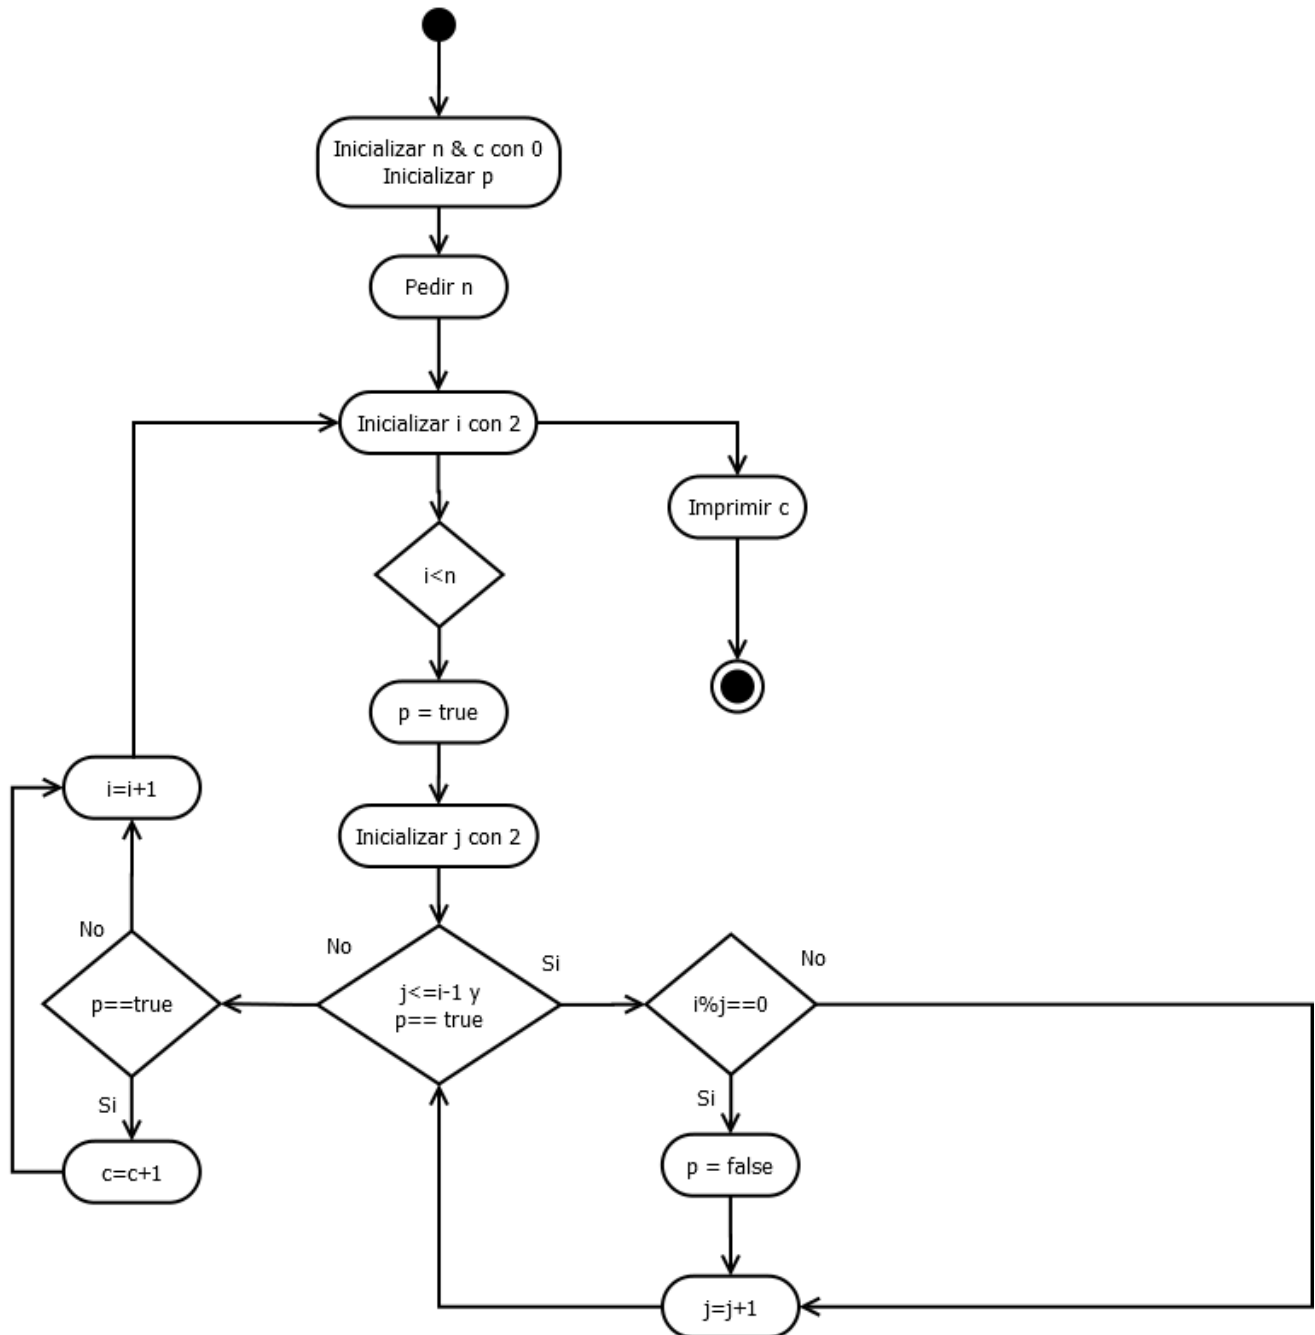 Inicializar n & c con 0
Inicializar p
Pedir n
Inicializar i con 2
Imprimir c
i<n
p = true
i=i+1
Inicializar j con 2
No
No
Si
No
p==true
j<=i-1 y
p== true
i%j==0
Si
Si
c=c+1
p = false
j=j+1